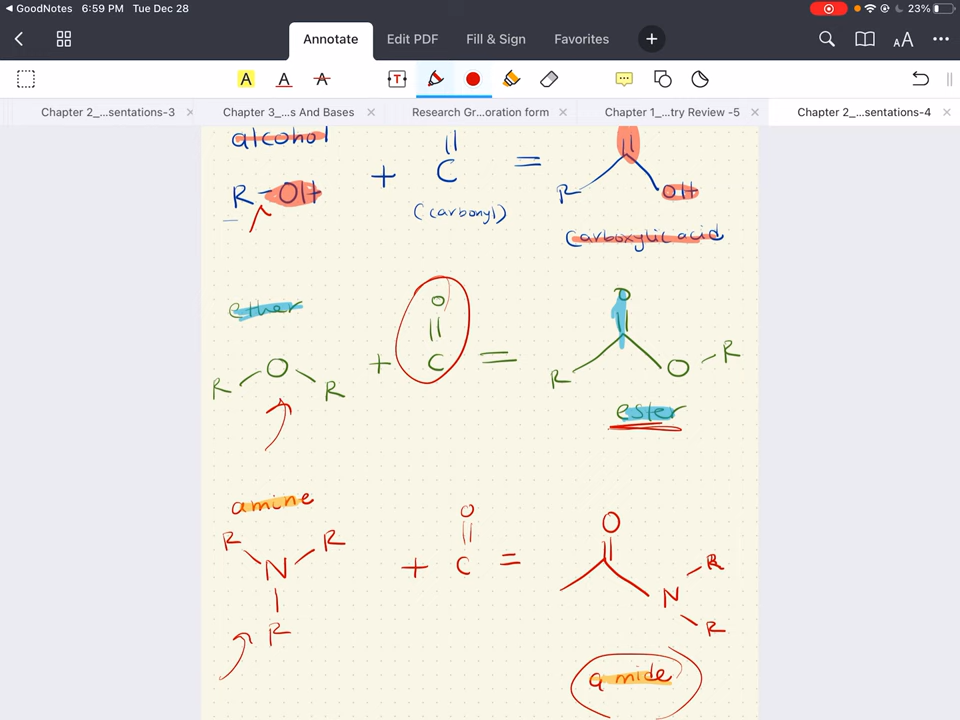 GoodNotes 6:59 PM Tue Dec 28 23%
Annotate Edit PDF Fill & Sign Favorites
A A A T AA
Chapter 2_...sentations-3 Chapter 3_...s And Bases Research Gr...oration form Chapter 1_...try Review -5 Chapter 2_...sentations-4
alcohol
R - OH + C = R OH
(carbonyl)
carboxylic acid
ether
O O
R O R + C = R O - R
ester
amine
O O
R R
N + C = N R
R R
amide